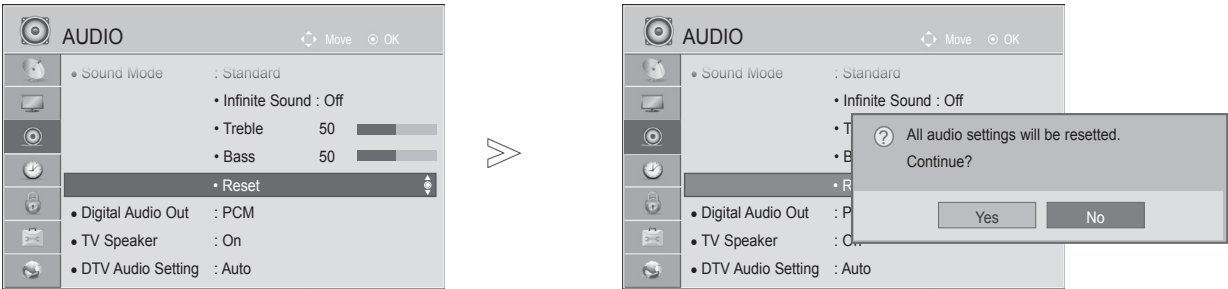 AUDIO
Move OK
• Sound Mode : Standard
• Infinite Sound : Off
• Treble 50
• Bass 50
• Reset
• Digital Audio Out : PCM
• TV Speaker : On
• DTV Audio Setting : Auto
AUDIO
Move OK
• Sound Mode : Standard
• Infinite Sound : Off
• T
• B
• R
• Digital Audio Out : P
• TV Speaker : O
• DTV Audio Setting : Auto
? All audio settings will be resetted.
Continue?
Yes No